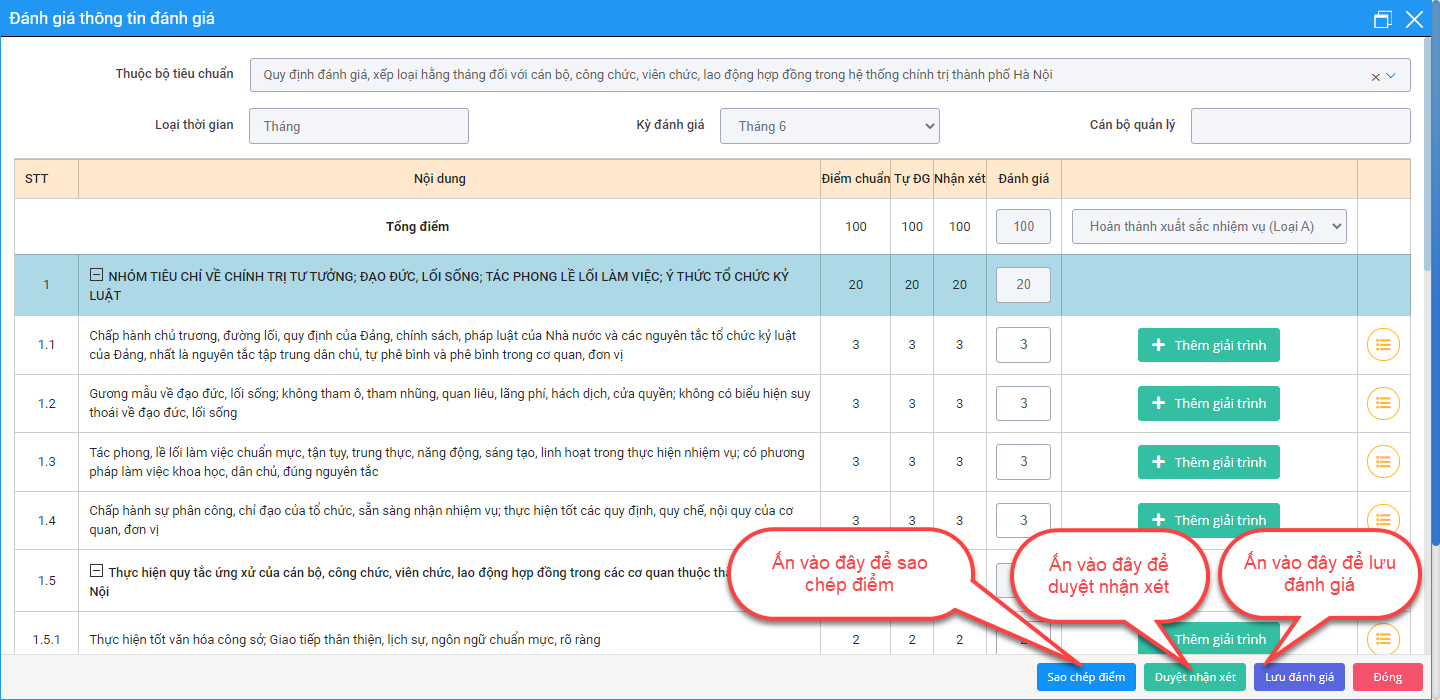 Đánh giá thông tin đánh giá
Thuộc bộ tiêu chuẩn
Quy định đánh giá, xếp loại hằng tháng đối với cán bộ, công chức, viên chức, lao động hợp đồng trong hệ thống chính trị thành phố Hà Nội
Loại thời gian Tháng Kỳ đánh giá Tháng 6 Cán bộ quản lý
STT Nội dung Điểm chuẩn Tự ĐG Nhận xét Đánh giá
Tổng điểm 100 100 100 100 Hoàn thành xuất sắc nhiệm vụ (Loại A)
1 NHÓM TIÊU CHÍ VỀ CHÍNH TRỊ TƯ TƯỞNG; ĐẠO ĐỨC, LỐI SỐNG; TÁC PHONG LỀ LỐI LÀM VIỆC; Ý THỨC TỔ CHỨC KỶ
LUẬT 20 20 20 20
1.1 Chấp hành chủ trương, đường lối, quy định của Đảng, chính sách, pháp luật của Nhà nước và các nguyên tắc tổ chức kỷ luật
của Đảng, nhất là nguyên tắc tập trung dân chủ, tự phê bình và phê bình trong cơ quan, đơn vị 3 3 3 3 Thêm giải trình
1.2 Gương mẫu về đạo đức, lối sống; không tham ô, tham nhũng, quan liêu, lãng phí, hách dịch, cửa quyền; không có biểu hiện suy
thoái về đạo đức, lối sống 3 3 3 3 Thêm giải trình
1.3 Tác phong, lề lối làm việc chuẩn mực, tận tụy, trung thực, năng động, sáng tạo, linh hoạt trong thực hiện nhiệm vụ; có phương
pháp làm việc khoa học, dân chủ, đúng nguyên tắc 3 3 3 3 Thêm giải trình
1.4 Chấp hành sự phân công, chỉ đạo của tổ chức, sẵn sàng nhận nhiệm vụ; thực hiện tốt các quy định, quy chế, nội quy của cơ
quan, đơn vị 3 3 3 3 Thêm giải trình
1.5 Thực hiện quy tắc ứng xử của cán bộ, công chức, viên chức, lao động hợp đồng trong các cơ quan thuộc
Nội
1.5.1 Thực hiện tốt văn hóa công sở; Giao tiếp thân thiện, lịch sự, ngôn ngữ chuẩn mực, rõ ràng 2 2 2 Thêm giải trình
Ấn vào đây để sao
chép điểm
Ấn vào đây để
duyệt nhận xét
Ấn vào đây để lưu
đánh giá
Sao chép điểm Duyệt nhận xét Lưu đánh giá Đóng